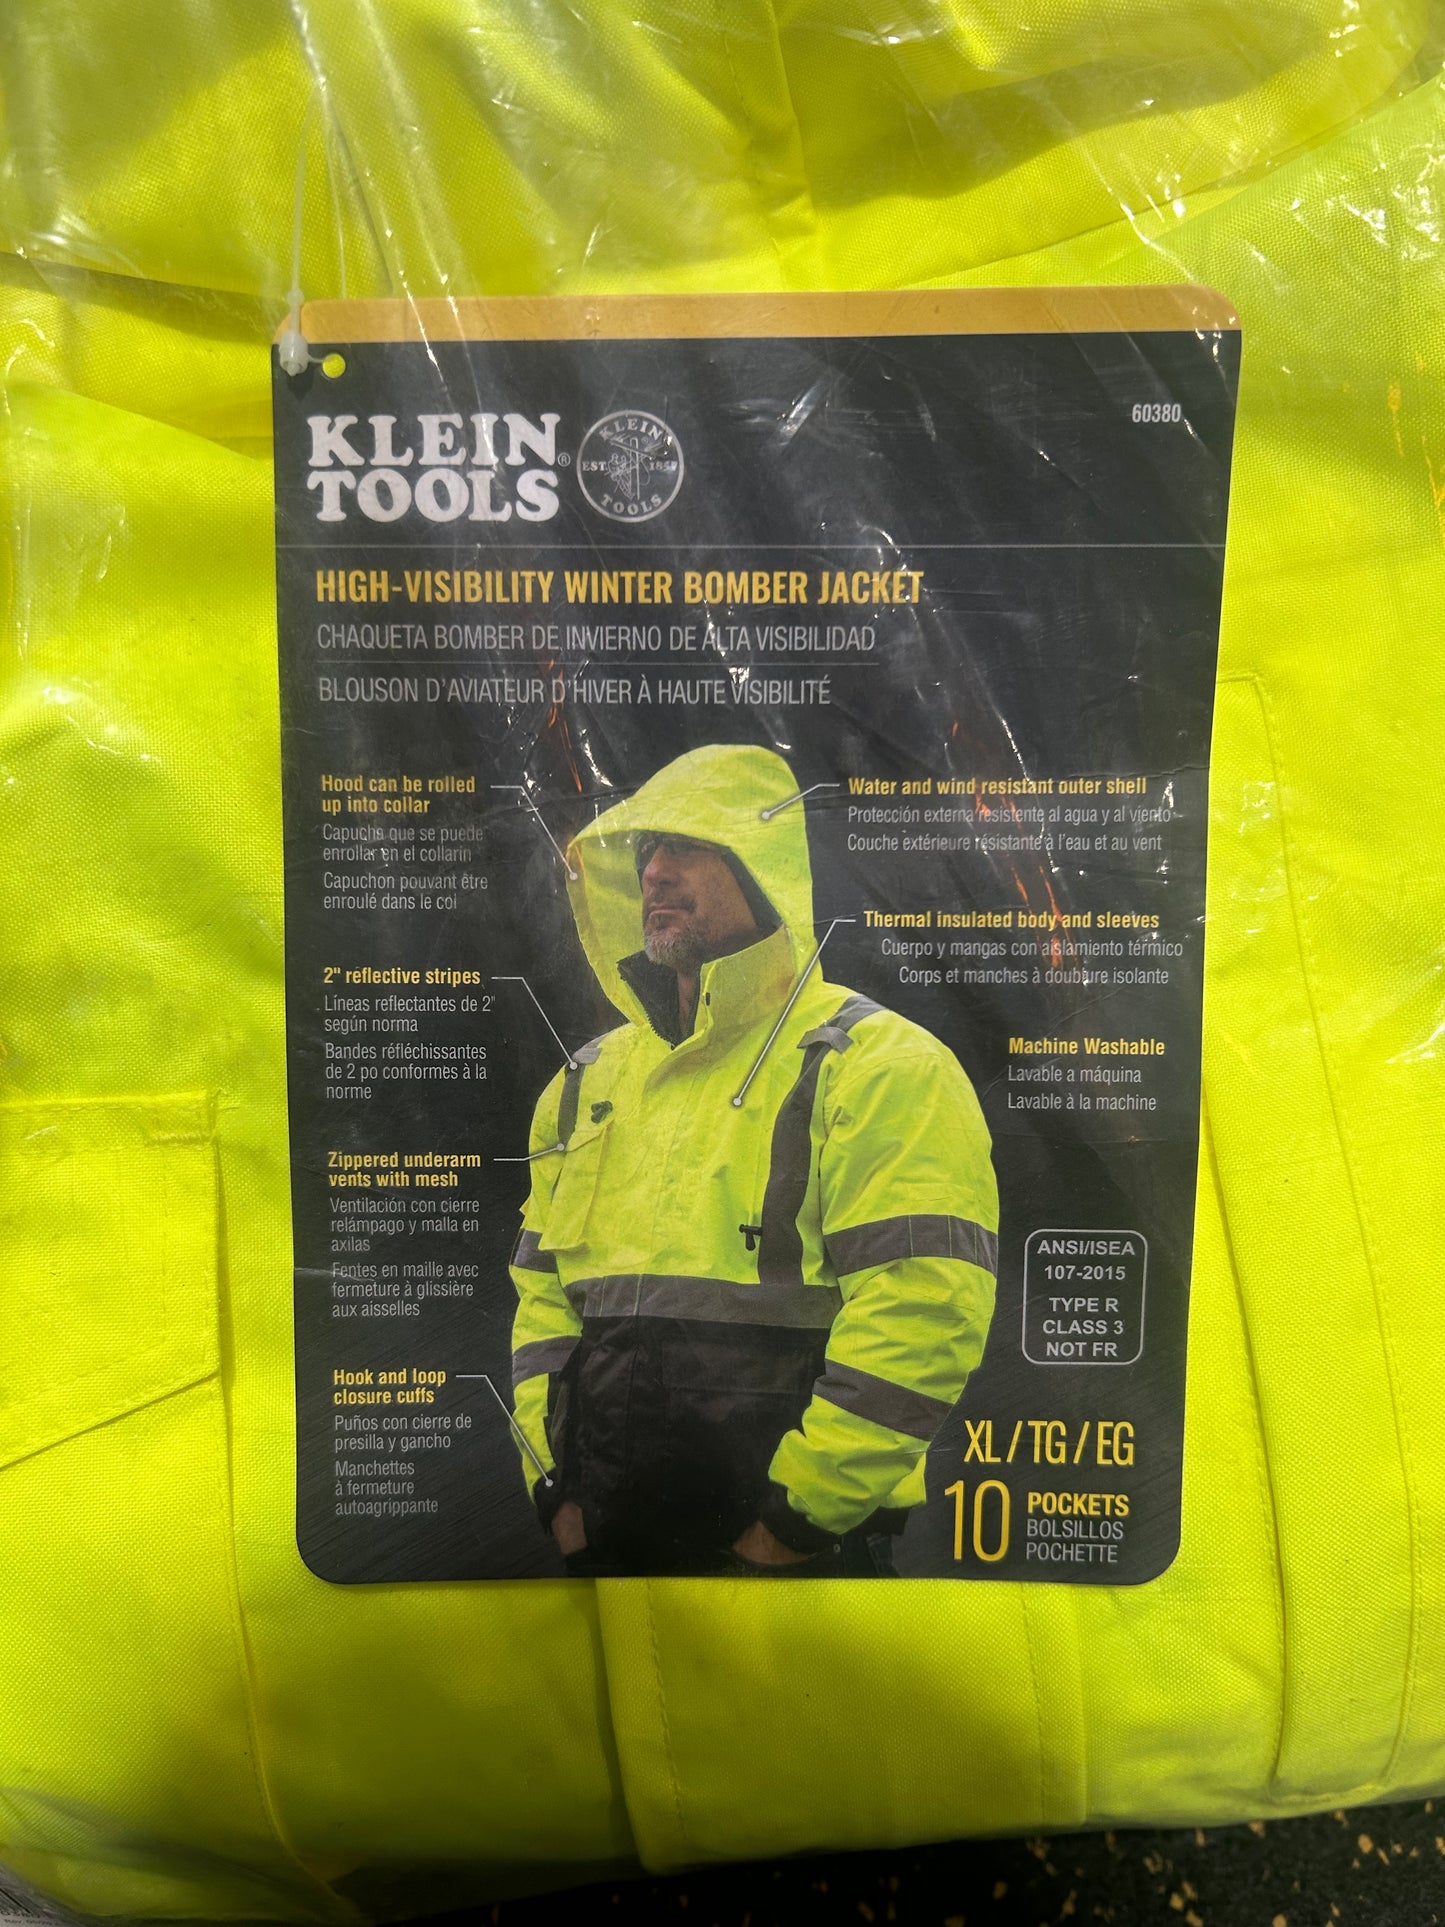 60380
KLEIN
TOOLS®
KLEIN
EST. 1857
TOOLS
HIGH-VISIBILITY WINTER BOMBER JACKET
CHAQUETA BOMBER DE INVIERNO DE ALTA VISIBILIDAD
BLOUSON D'AVIATEUR D'HIVER À HAUTE VISIBILITÉ
Hood can be rolled
up into collar
Capucha que se puede
enrollar en el collarín
Capuchon pouvant être
enroulé dans le col
2" reflective stripes
Líneas reflectantes de 2"
según norma
Bandes réfléchissantes
de 2 po conformes à la
norme
Zippered underarm
vents with mesh
Ventilación con cierre
relámpago y malla en
axilas
Fentes en maille avec
fermeture à glissière
aux aisselles
Hook and loop
closure cuffs
Puños con cierre de
presilla y gancho
Manchettes
à fermeture
autoagrippante
Water and wind resistant outer shell
Protección externa resistente al agua y al viento
Couche extérieure résistante à l'eau et au vent
Thermal insulated body and sleeves
Cuerpo y mangas con aislamiento térmico
Corps et manches à doublure isolante
Machine Washable
Lavable a máquina
Lavable à la machine
ANSI/ISEA
107-2015
TYPE R
CLASS 3
NOT FR
XL / TG / EG
10 POCKETS
BOLSILLOS
POCHETTE